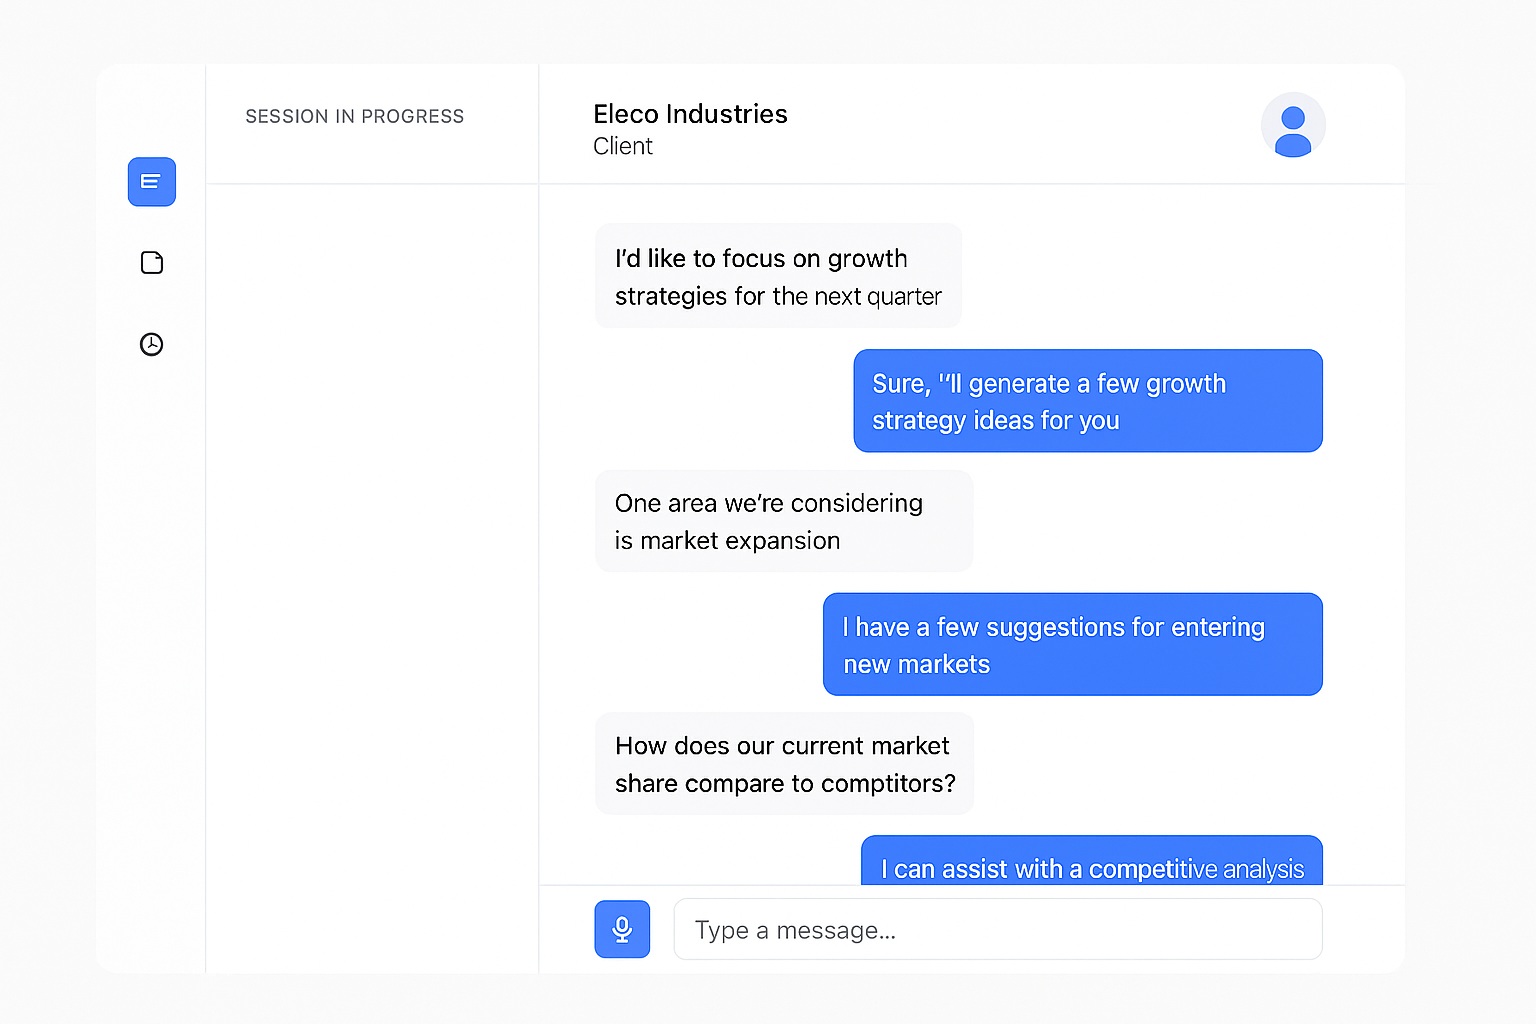 SESSION IN PROGRESS
Eleco Industries
Client
I’d like to focus on growth
strategies for the next quarter
Sure, '’ll generate a few growth
strategy ideas for you
One area we’re considering
is market expansion
I have a few suggestions for entering
new markets
How does our current market
share compare to comptitors?
I can assist with a competitive analysis
Type a message...